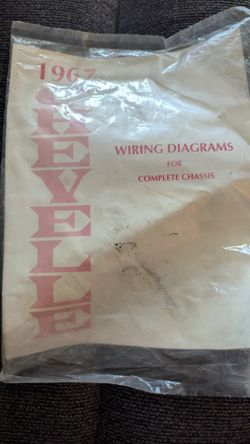 1967
CHEVELLE
WIRING DIAGRAMS
FOR
COMPLETE CHASSIS